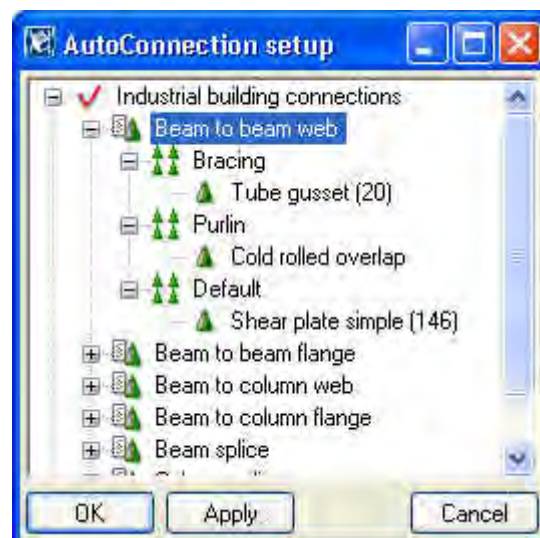 AutoConnection setup
Industrial building connections
Beam to beam web
Bracing
Tube gusset (20)
Purlin
Cold rolled overlap
Default
Shear plate simple (146)
Beam to beam flange
Beam to column web
Beam to column flange
Beam splice
OK Apply Cancel